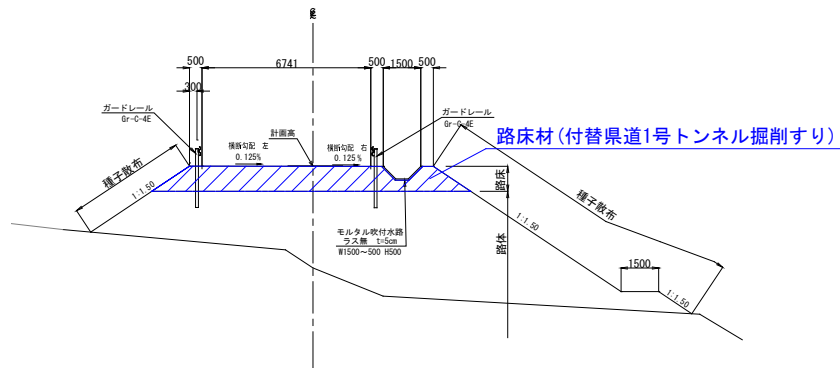 ℄
500
6741
500
1500
500
300
ガードレール
Gr-C-4E
計画高
横断勾配 左
0.125%
横断勾配 右
0.125%
ガードレール
Gr-C-4E
路床材(付替県道1号トンネル掘削すり)
種子散布
1:1.50
路床
種子散布
モルタル吹付水路
ラス無 t=5cm
W1500～500 H500
路体
1:1.50
1500
1:1.50